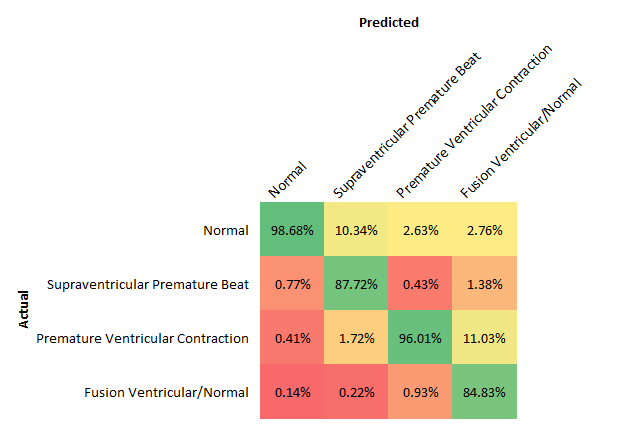 Predicted
Normal
Supraventricular Premature Beat
Premature Ventricular Contraction
Fusion Ventricular/Normal
Actual
Normal 98.68% 10.34% 2.63% 2.76%
Supraventricular Premature Beat 0.77% 87.72% 0.43% 1.38%
Premature Ventricular Contraction 0.41% 1.72% 96.01% 11.03%
Fusion Ventricular/Normal 0.14% 0.22% 0.93% 84.83%